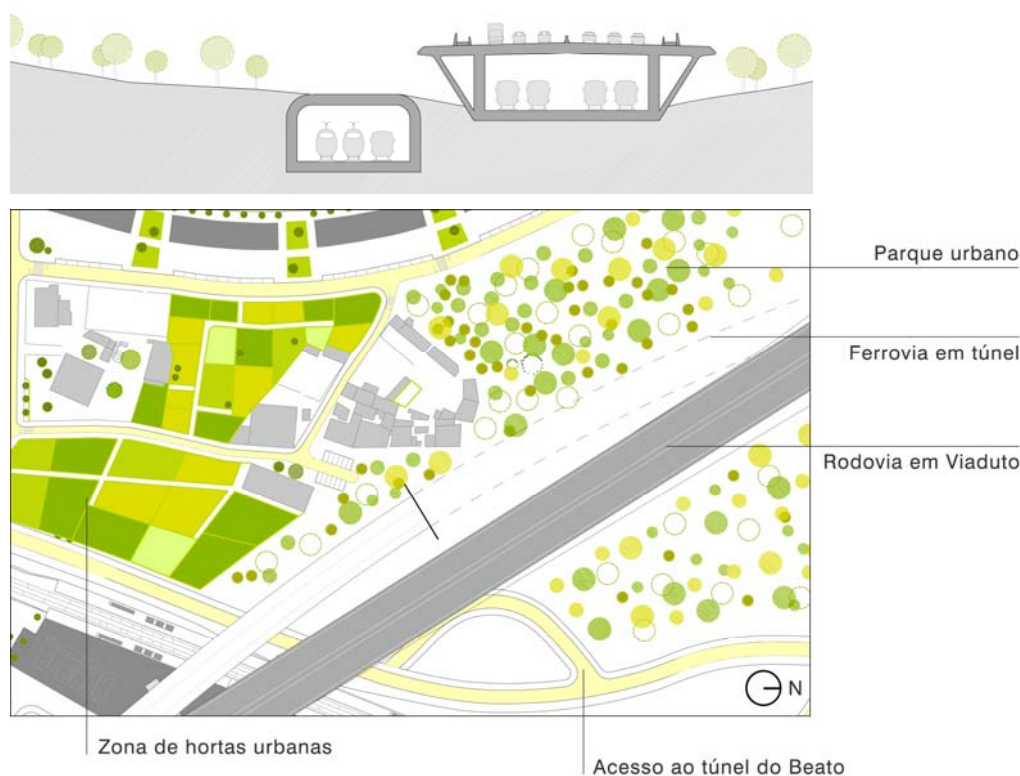 Parque urbano
Ferrovia em túnel
Rodovia em Viaduto
N
Zona de hortas urbanas
Acesso ao túnel do Beato